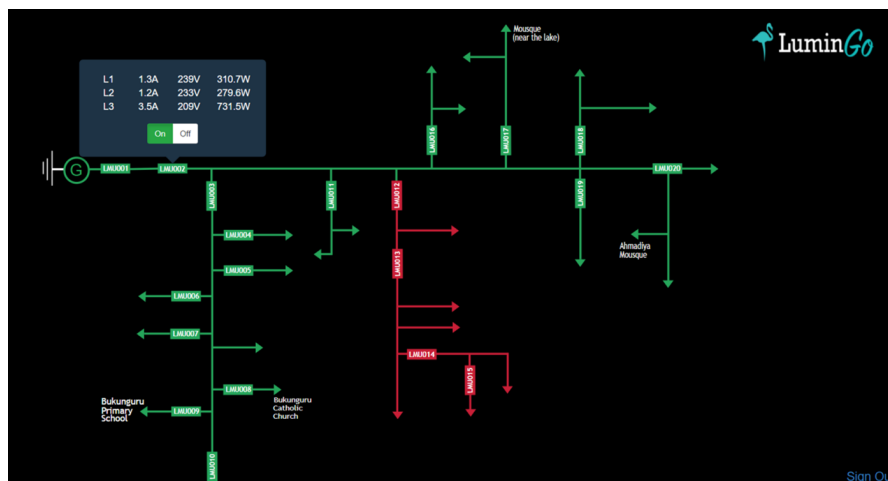 Mousque
(near the lake)
LuminGo
L1 1.3A 239V 310.7W
L2 1.2A 233V 279.6W
L3 3.5A 209V 731.5W
On Off
LMU016
LMU017
LMU018
G
LMU001
LMU002
LMU020
LMU003
LMU011
LMU012
LMU019
LMU004
Ahmadiya
Mousque
LMU013
LMU005
LMU006
LMU007
LMU014
LMU015
LMU008
Bukunguru
Primary
School
LMU009
Bukunguru
Catholic
Church
LMU010
Sign Ou